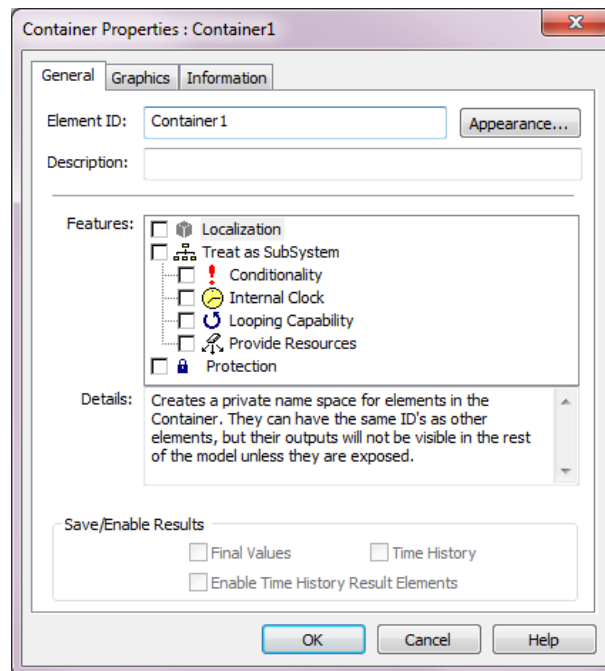 Container Properties : Container1
General Graphics Information
Element ID: Container1 Appearance...
Description:
Features: Localization
Treat as SubSystem
Conditionality
Internal Clock
Looping Capability
Provide Resources
Protection
Details: Creates a private name space for elements in the
Container. They can have the same ID's as other
elements, but their outputs will not be visible in the rest
of the model unless they are exposed.
Save/Enable Results
Final Values Time History
Enable Time History Result Elements
OK Cancel Help